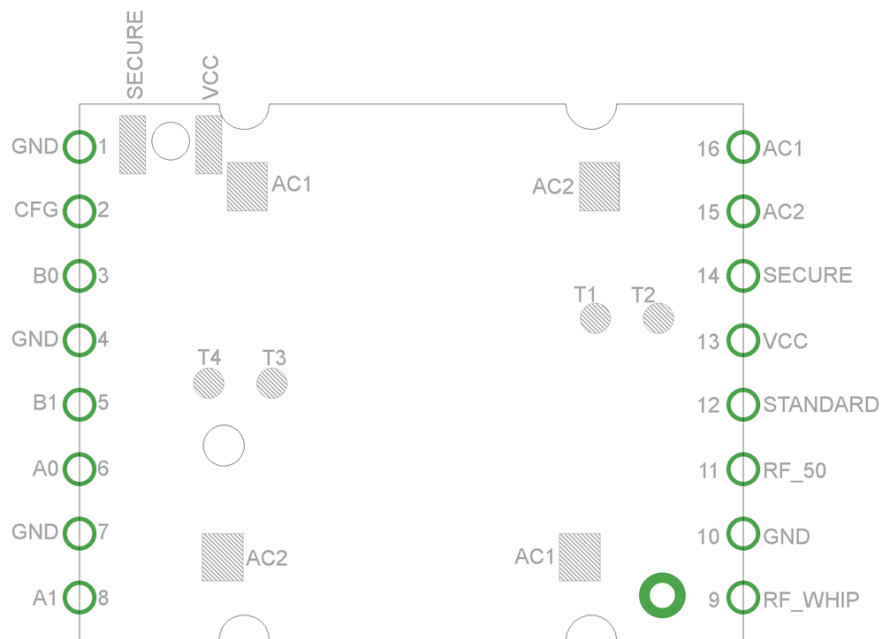 SECURE
VCC
GND 1
16 AC1
AC1
AC2
CFG 2
15 AC2
B0 3
14 SECURE
T1 T2
GND 4
13 VCC
T4 T3
B1 5
12 STANDARD
A0 6
11 RF_50
GND 7
10 GND
AC2
AC1
A1 8
9 RF_WHIP